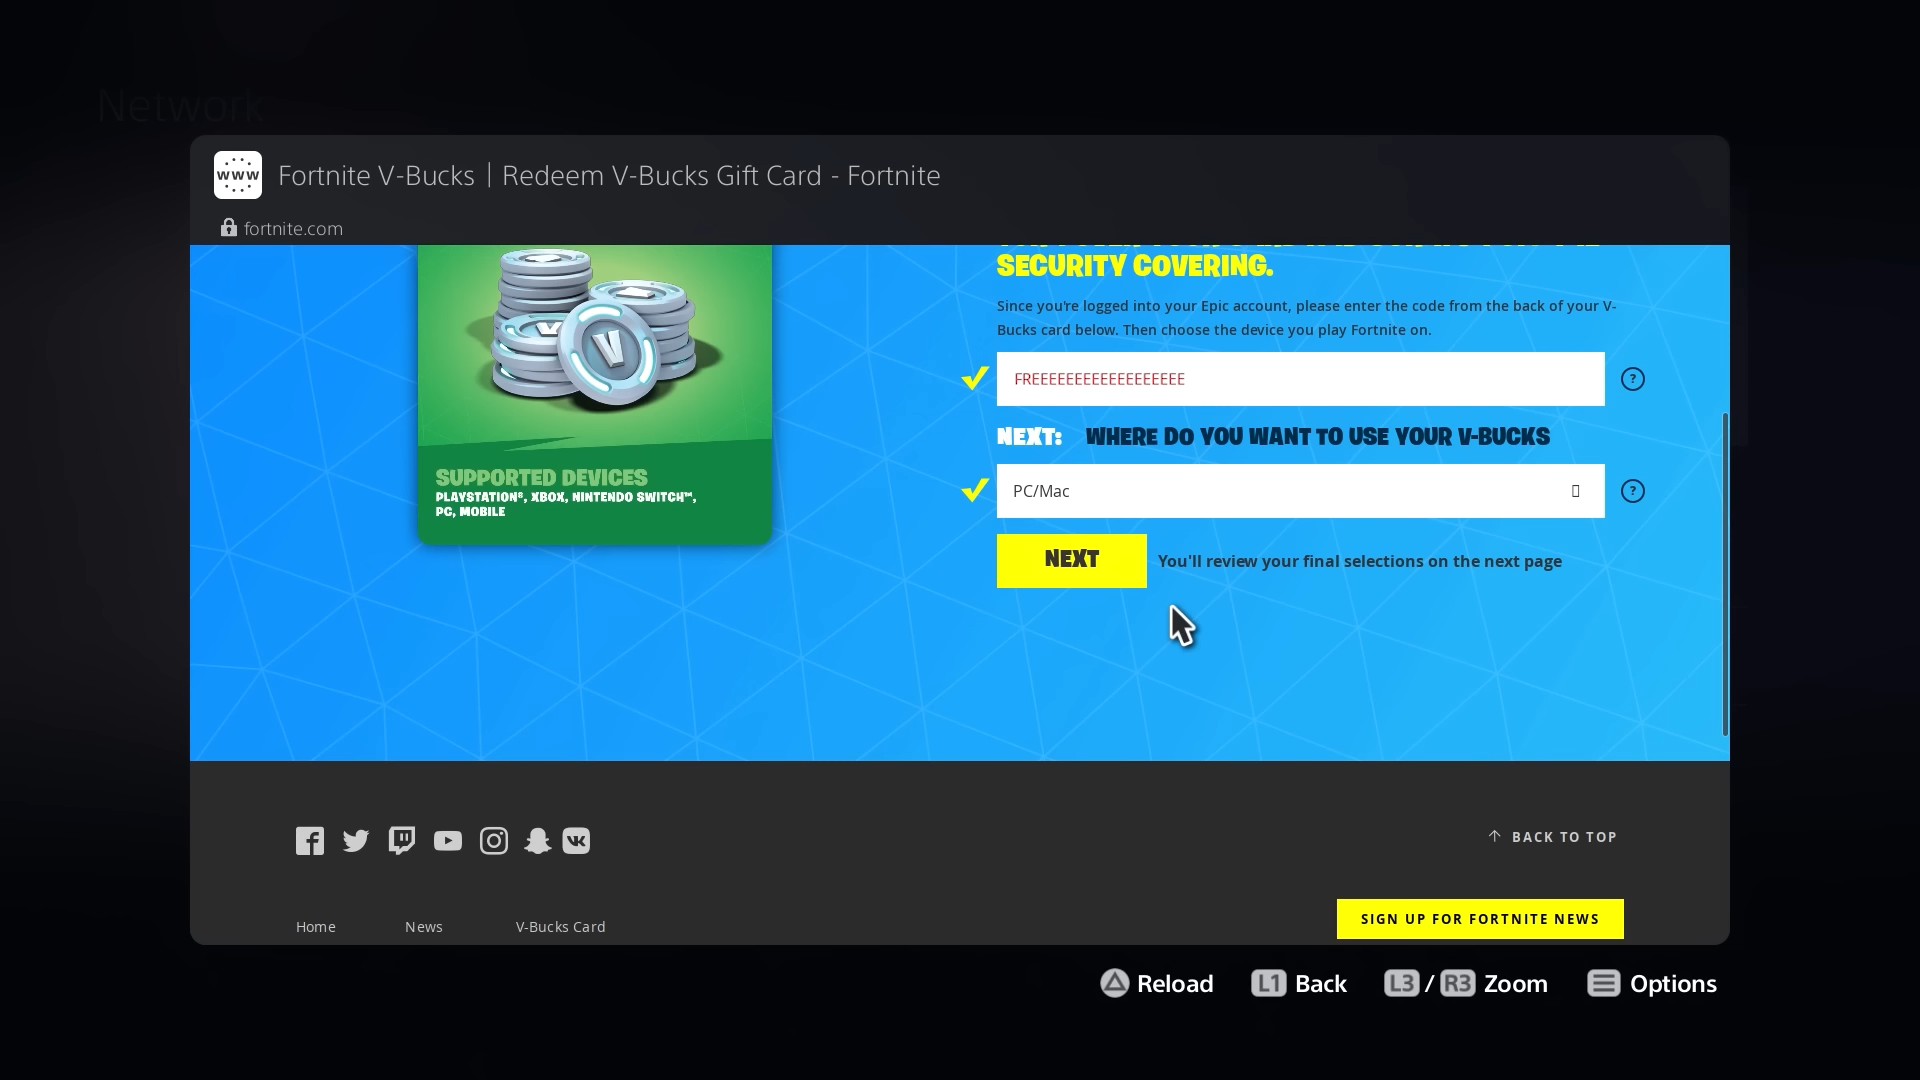 Network
www
Fortnite V-Bucks | Redeem V-Bucks Gift Card - Fortnite
fortnite.com
SECURITY COVERING.
Since you're logged into your Epic account, please enter the code from the back of your V-
Bucks card below. Then choose the device you play Fortnite on.
FREEEEEEEEEEEEEEEEEE
?
NEXT: WHERE DO YOU WANT TO USE YOUR V-BUCKS
PC/Mac
?
SUPPORTED DEVICES
PLAYSTATION®, XBOX, NINTENDO SWITCH™,
PC, MOBILE
NEXT
You'll review your final selections on the next page
BACK TO TOP
Home
News
V-Bucks Card
SIGN UP FOR FORTNITE NEWS
Reload
L1 Back
L3 / R3 Zoom
Options